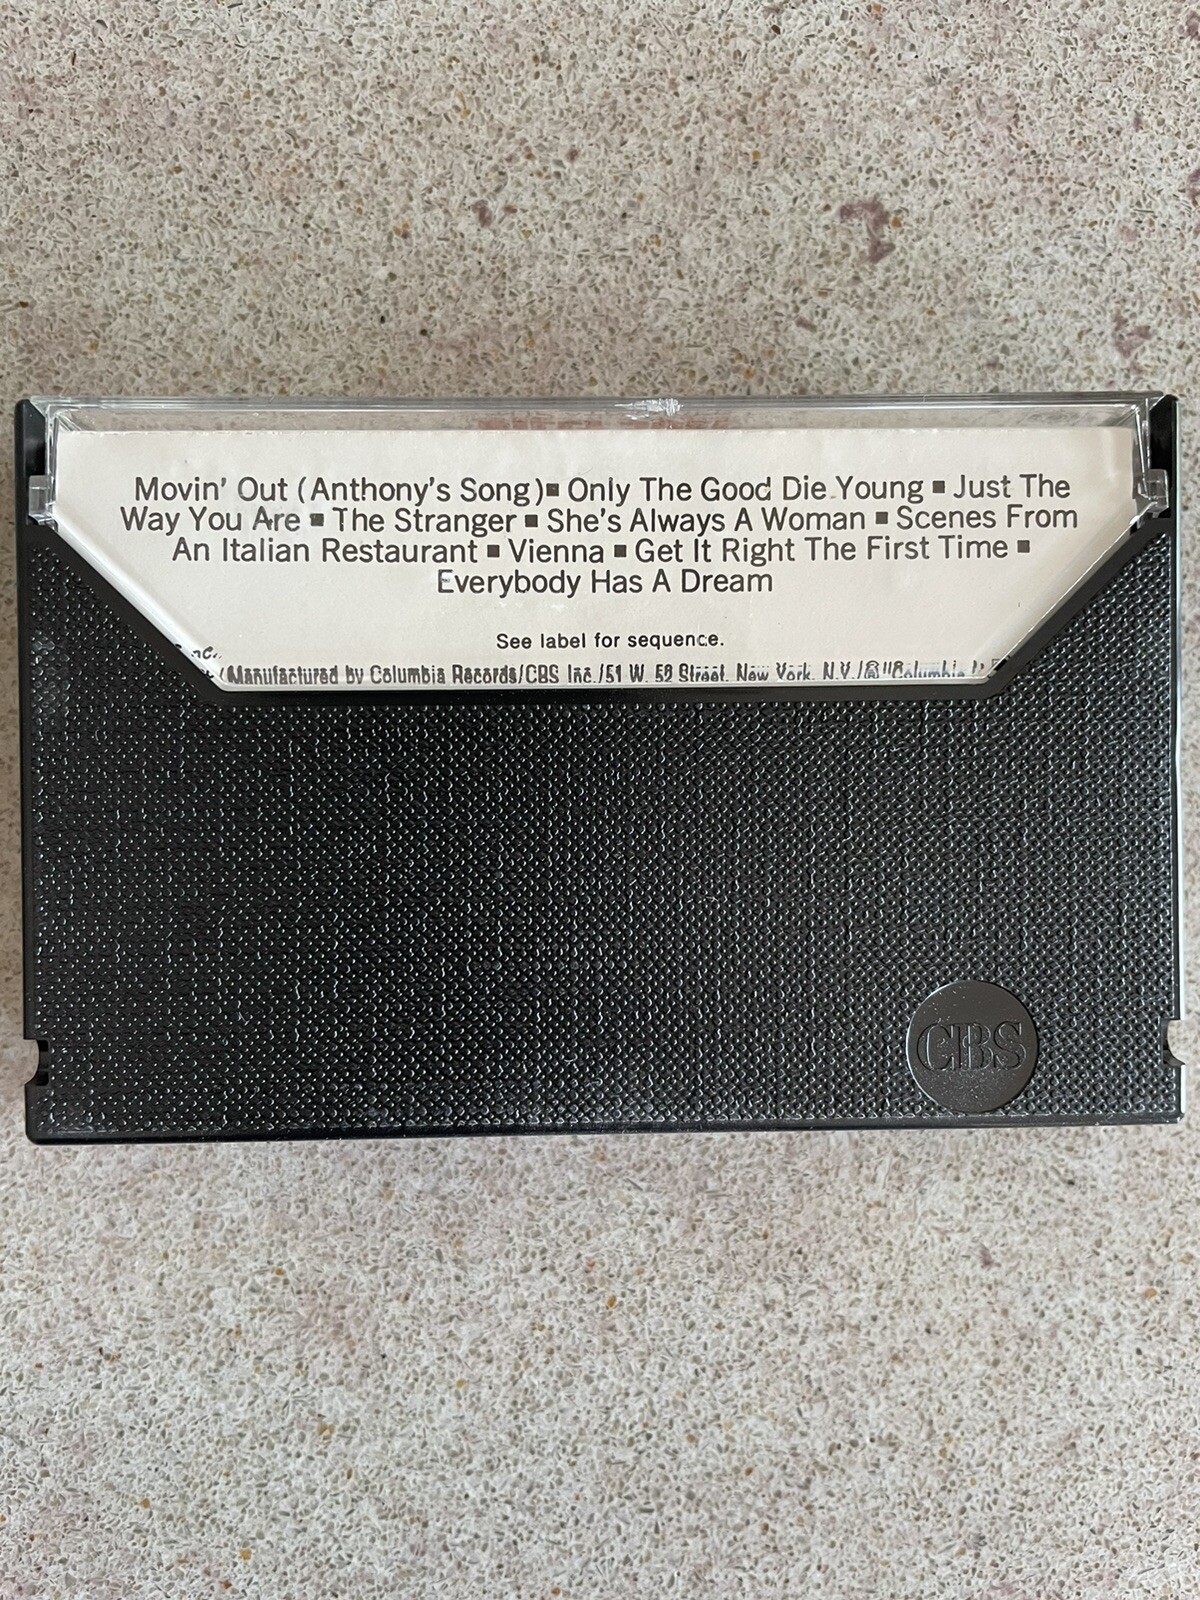 Movin' Out (Anthony's Song)▪ Only The Good Die Young ▪ Just The
Way You Are ▪ The Stranger ▪ She's Always A Woman ▪ Scenes From
An Italian Restaurant ▪ Vienna ▪ Get It Right The First Time ▪
Everybody Has A Dream
See label for sequence.
/Manufactured by Columbia Records/CBS Inc./51 W. 52 Street, New York, N.Y./℗ "Columbia
CBS